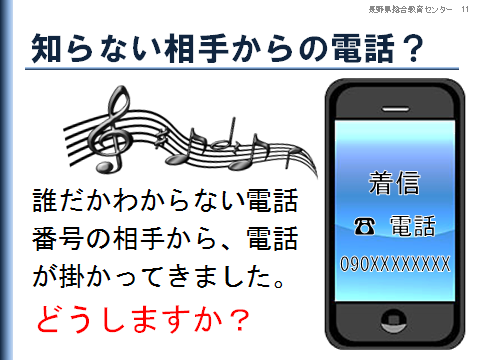 長野県総合教育センター 11
知らない相手からの電話？
誰だかわからない電話
番号の相手から、電話
が掛かってきました。
どうしますか？
着信
☎ 電話
090XXXXXXXX